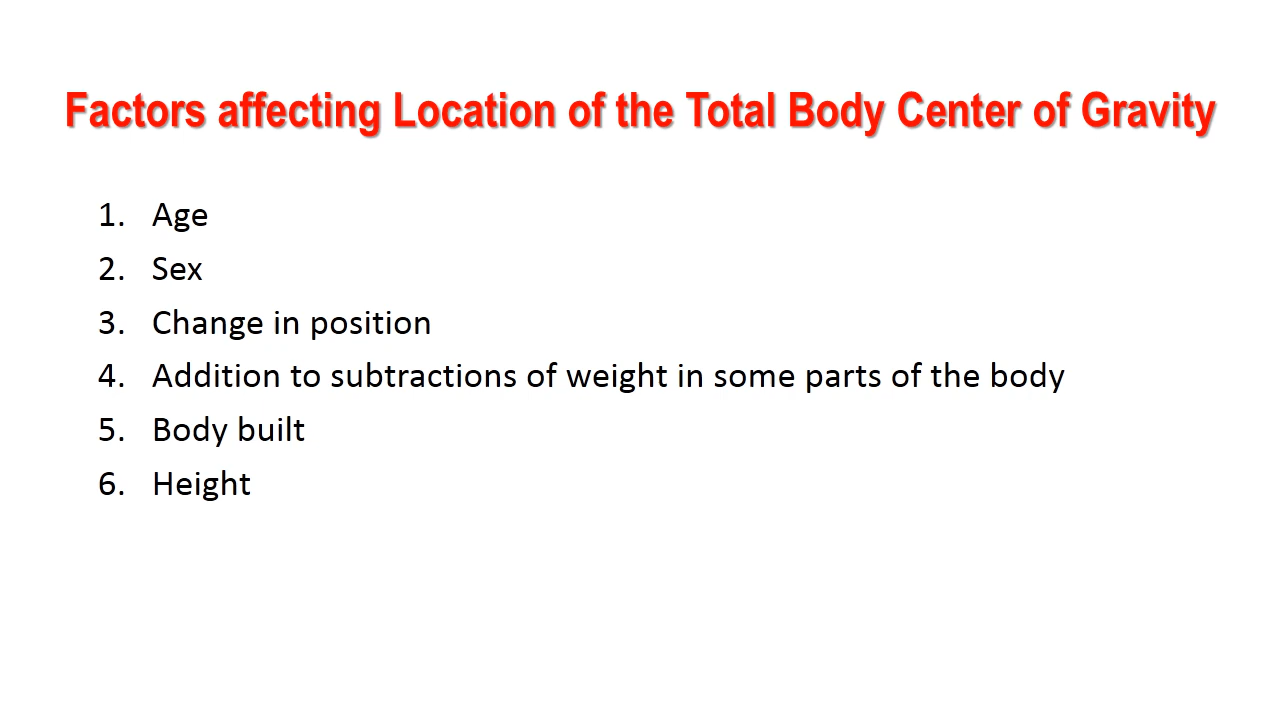 Factors affecting Location of the Total Body Center of Gravity
1. Age
2. Sex
3. Change in position
4. Addition to subtractions of weight in some parts of the body
5. Body built
6. Height